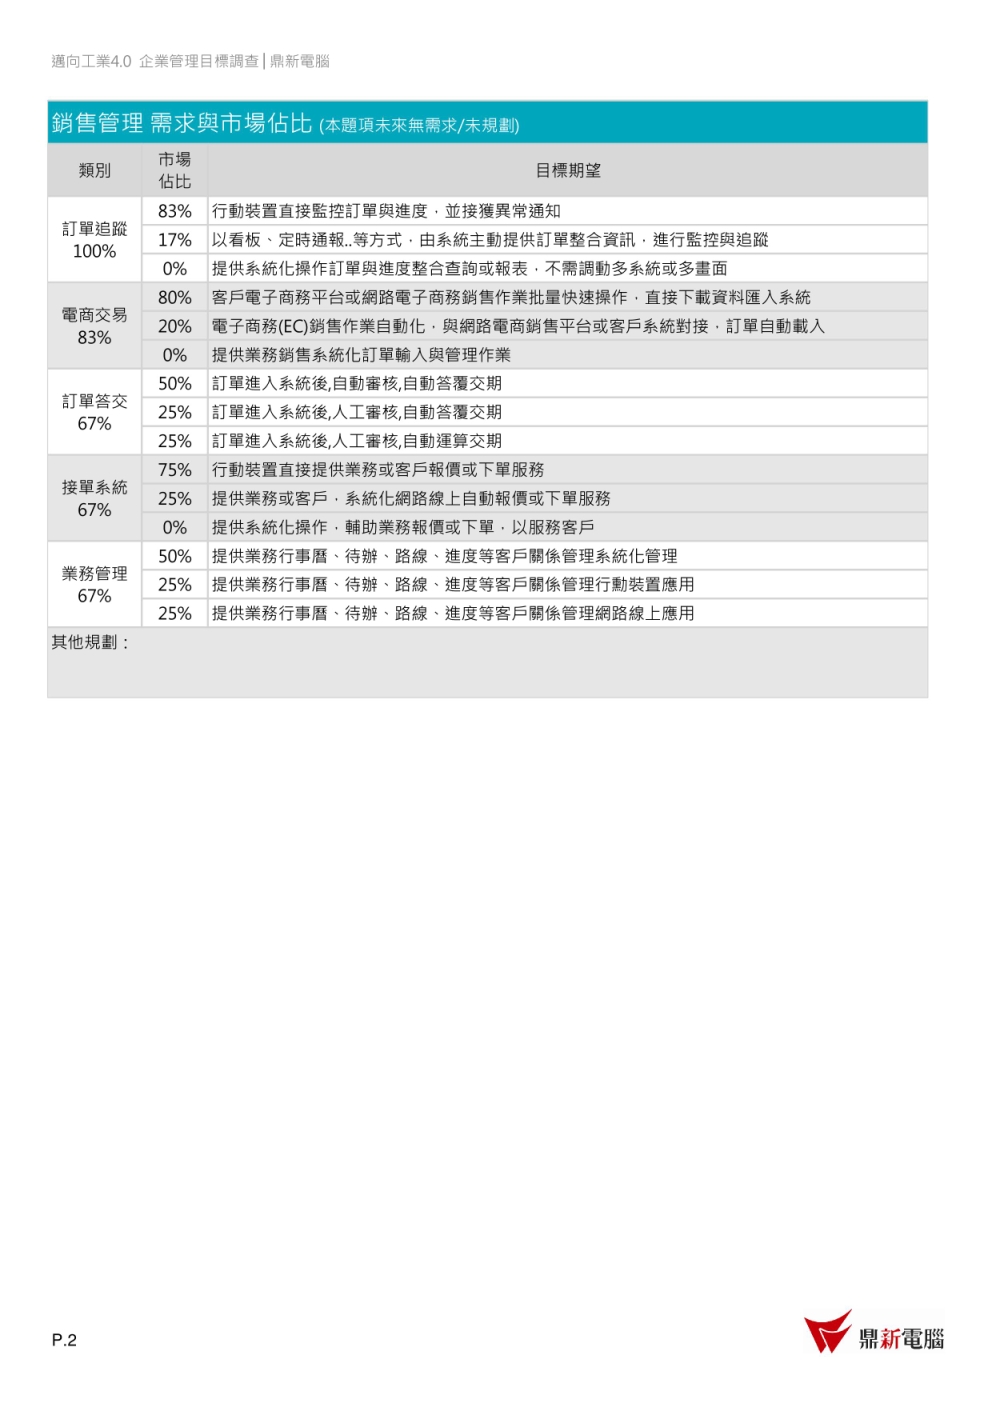 邁向工業4.0 企業管理目標調查│鼎新電腦
銷售管理 需求與市場佔比 (本題項未來無需求/未規劃)
類別
市場
佔比
目標期望
訂單追蹤
100%
83% 行動裝置直接監控訂單與進度，並接獲異常通知
17% 以看板、定時通報..等方式，由系統主動提供訂單整合資訊，進行監控與追蹤
0% 提供系統化操作訂單與進度整合查詢或報表，不需調動多系統或多畫面
電商交易
83%
80% 客戶電子商務平台或網路電子商務銷售作業批量快速操作，直接下載資料匯入系統
20% 電子商務(EC)銷售作業自動化，與網路電商銷售平台或客戶系統對接，訂單自動載入
0% 提供業務銷售系統化訂單輸入與管理作業
訂單答交
67%
50% 訂單進入系統後,自動審核,自動答覆交期
25% 訂單進入系統後,人工審核,自動答覆交期
25% 訂單進入系統後,人工審核,自動運算交期
接單系統
67%
75% 行動裝置直接提供業務或客戶報價或下單服務
25% 提供業務或客戶，系統化網路線上自動報價或下單服務
0% 提供系統化操作，輔助業務報價或下單，以服務客戶
業務管理
67%
50% 提供業務行事曆、待辦、路線、進度等客戶關係管理系統化管理
25% 提供業務行事曆、待辦、路線、進度等客戶關係管理行動裝置應用
25% 提供業務行事曆、待辦、路線、進度等客戶關係管理網路線上應用
其他規劃：
P.2
鼎新電腦